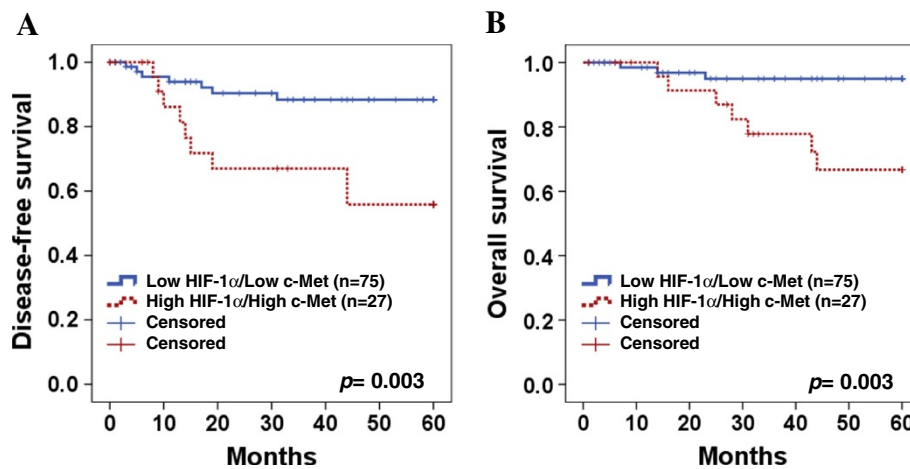 A
Disease-free survival
1.0
0.8
0.6
0.4
0.2
0.0
Low HIF-1α/Low c-Met (n=75)
High HIF-1α/High c-Met (n=27)
Censored
Censored
p= 0.003
0 10 20 30 40 50 60
Months
B
Overall survival
1.0
0.8
0.6
0.4
0.2
0.0
Low HIF-1α/Low c-Met (n=75)
High HIF-1α/High c-Met (n=27)
Censored
Censored
p= 0.003
0 10 20 30 40 50 60
Months